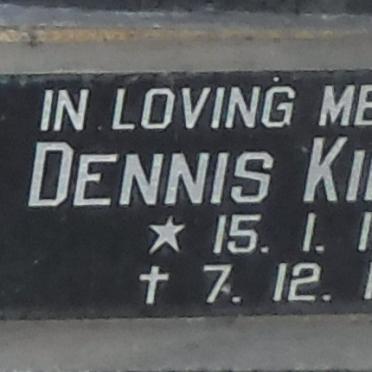 IN LOVING
DENNIS
★ 15. 1.
† 7. 12.